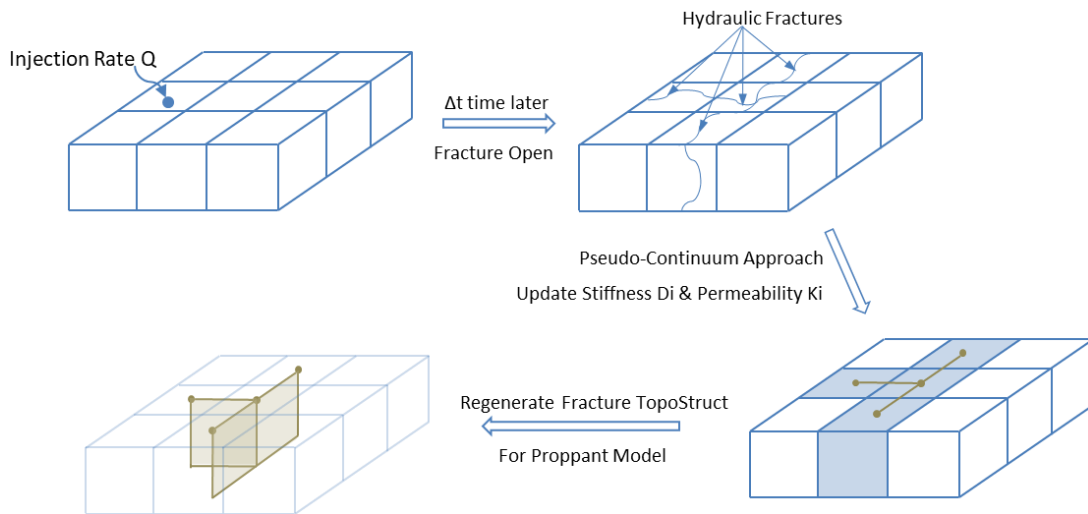 Hydraulic Fractures
Injection Rate Q
Δt time later
Fracture Open
Pseudo-Continuum Approach
Update Stiffness Di & Permeability Ki
Regenerate Fracture TopoStruct
For Proppant Model